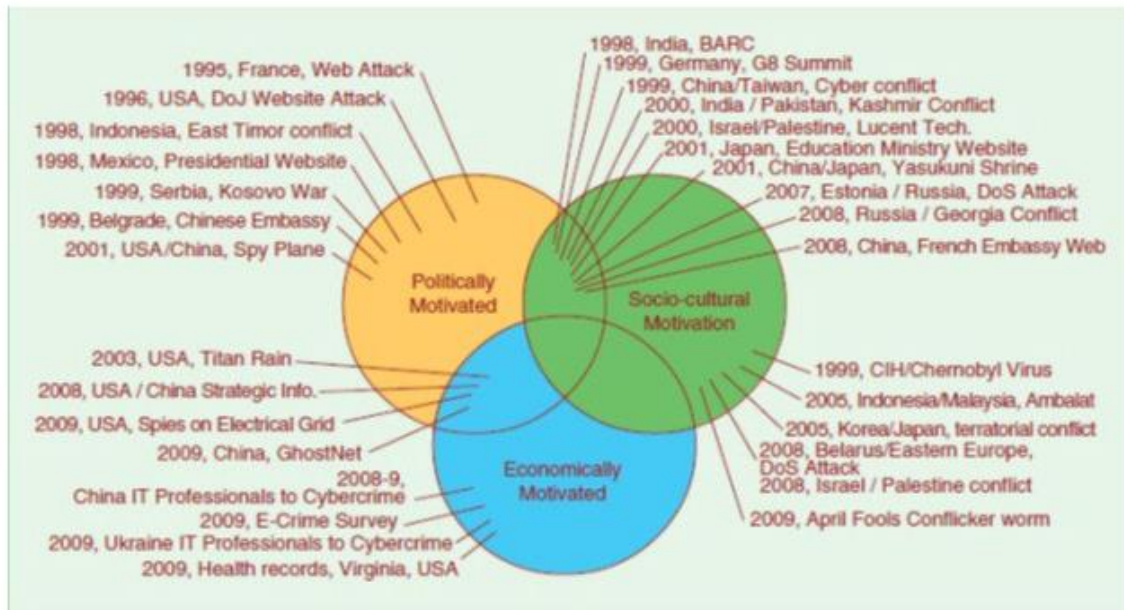 1995, France, Web Attack
1996, USA, DoJ Website Attack
1998, Indonesia, East Timor conflict
1998, Mexico, Presidential Website
1999, Serbia, Kosovo War
1999, Belgrade, Chinese Embassy
2001, USA/China, Spy Plane
1998, India, BARC
1999, Germany, G8 Summit
1999, China/Taiwan, Cyber conflict
2000, India / Pakistan, Kashmir Conflict
2000, Israel/Palestine, Lucent Tech.
2001, Japan, Education Ministry Website
2001, China/Japan, Yasukuni Shrine
2007, Estonia / Russia, DoS Attack
2008, Russia / Georgia Conflict
2008, China, French Embassy Web
Politically
Motivated
Socio-cultural
Motivation
2003, USA, Titan Rain
2008, USA / China Strategic Info.
2009, USA, Spies on Electrical Grid
2009, China, GhostNet
2008-9,
China IT Professionals to Cybercrime
2009, E-Crime Survey
2009, Ukraine IT Professionals to Cybercrime
2009, Health records, Virginia, USA
Economically
Motivated
1999, CIH/Chernobyl Virus
2005, Indonesia/Malaysia, Ambalat
2005, Korea/Japan, terratorial conflict
2008, Belarus/Eastern Europe,
DoS Attack
2008, Israel / Palestine conflict
2009, April Fools Conflicker worm